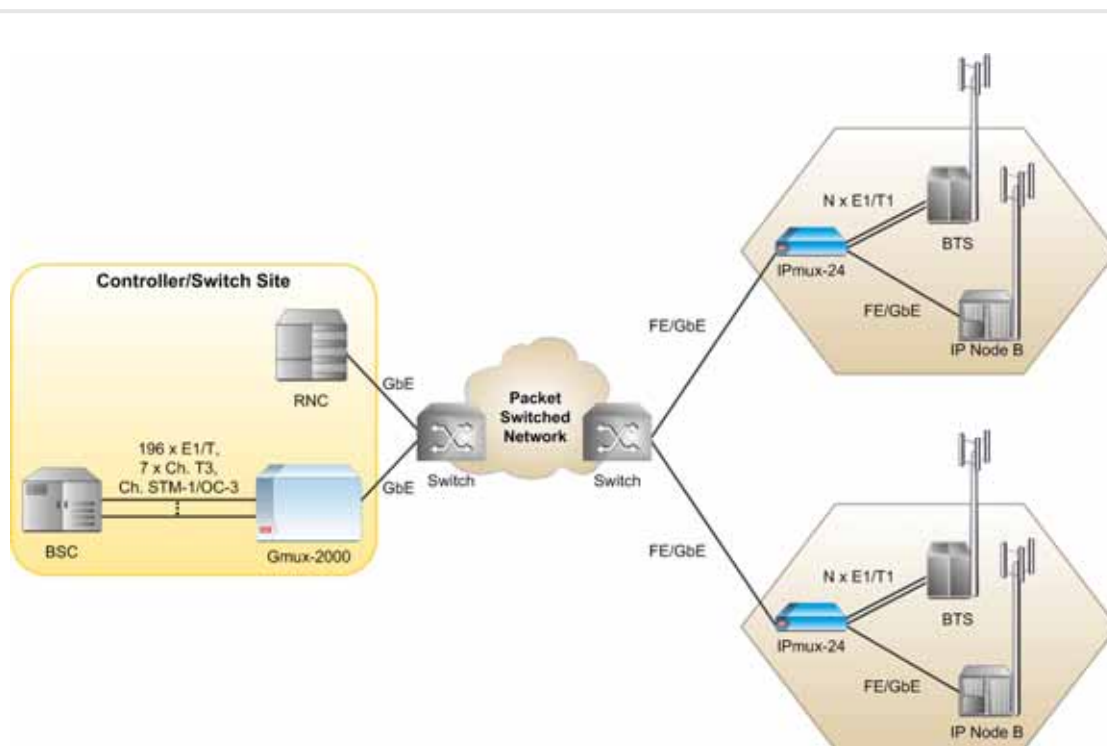 Controller/Switch Site
RNC
GbE
196 x E1/T,
7 x Ch. T3,
Ch. STM-1/OC-3
BSC
Gmux-2000
GbE
Switch
Packet
Switched
Network
Switch
FE/GbE
FE/GbE
N x E1/T1
BTS
IPmux-24
FE/GbE
IP Node B
N x E1/T1
BTS
IPmux-24
FE/GbE
IP Node B